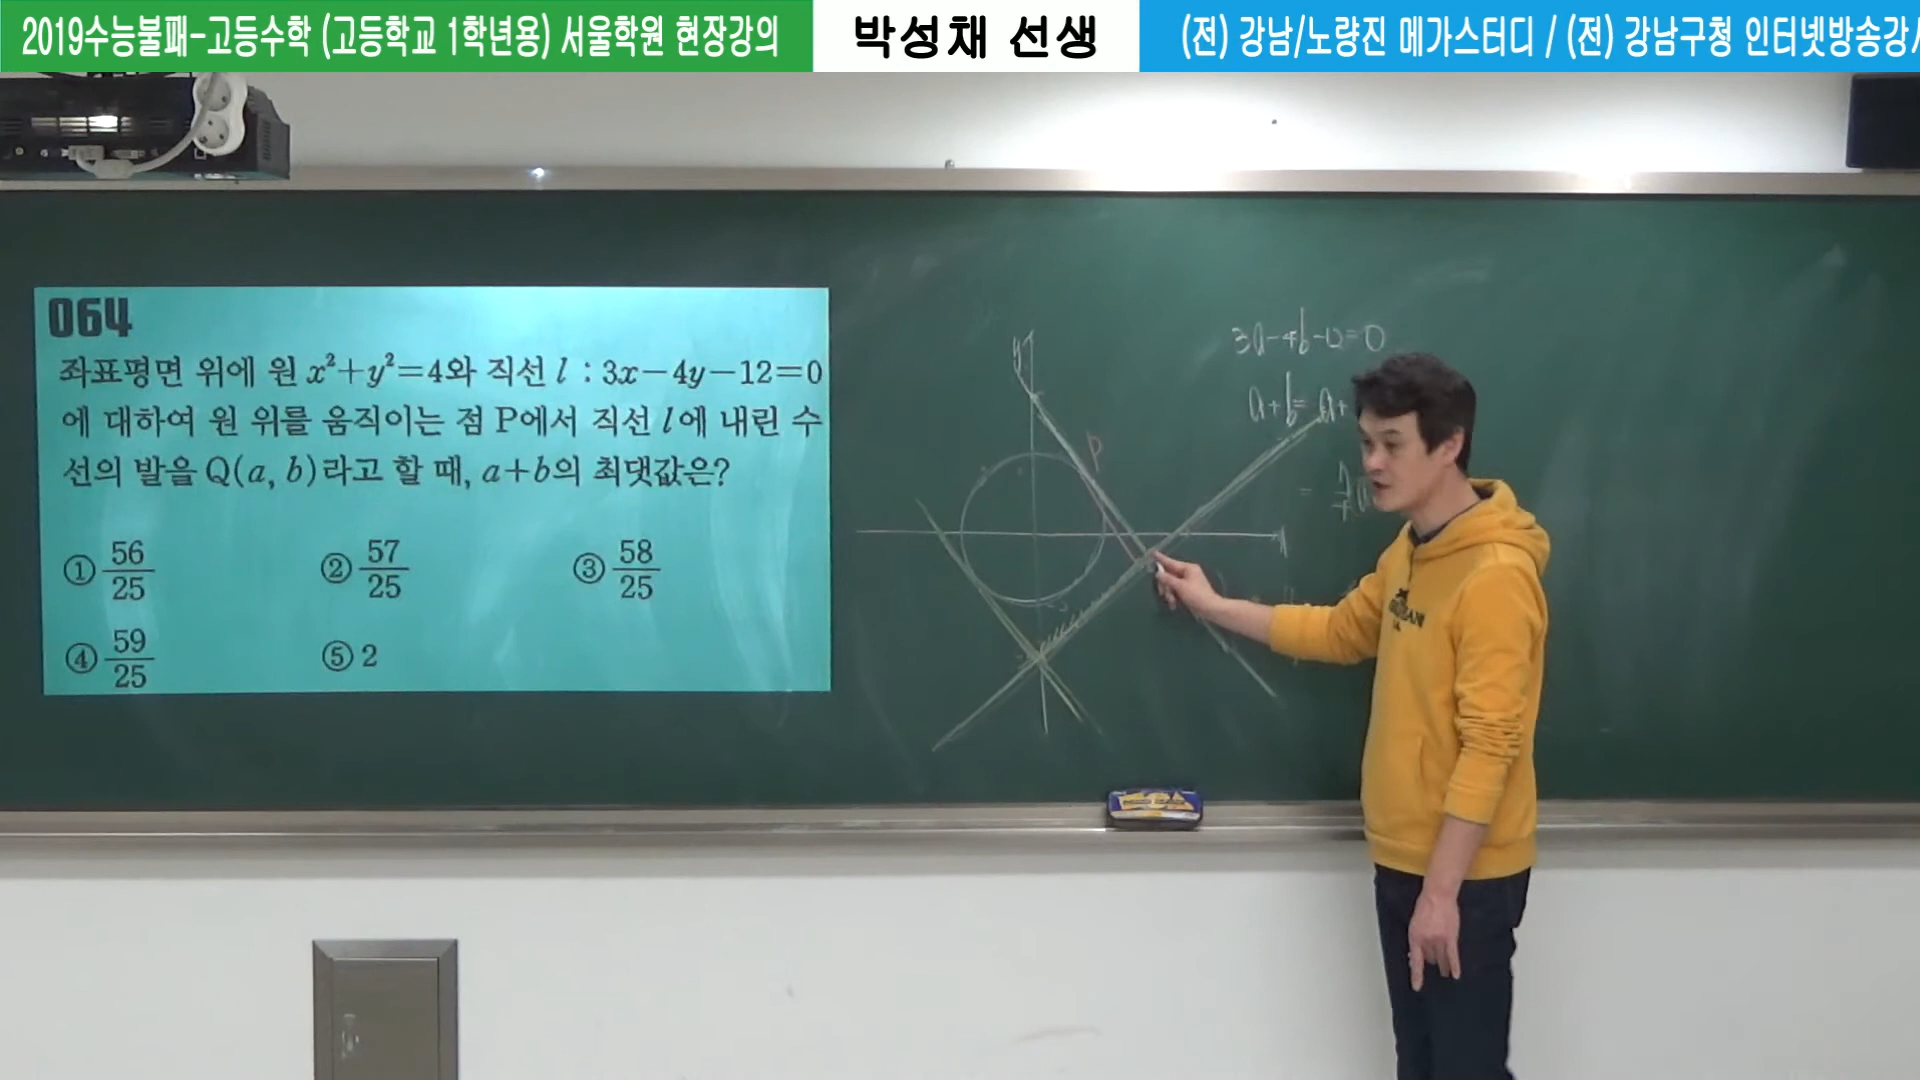 2019수능불패-고등수학 (고등학교 1학년용) 서울학원 현장강의
박성채 선생
(전) 강남/노량진 메가스터디 / (전) 강남구청 인터넷방송강
064
좌표평면 위에 원 x²+y²=4와 직선 l : 3x-4y-12=0
에 대하여 원 위를 움직이는 점 P에서 직선 l에 내린 수
선의 발을 Q(a, b)라고 할 때, a+b의 최댓값은?
① 56/25 ② 57/25 ③ 58/25
④ 59/25 ⑤ 2
y
P
3a-4b-12=0
a+b= a+
=